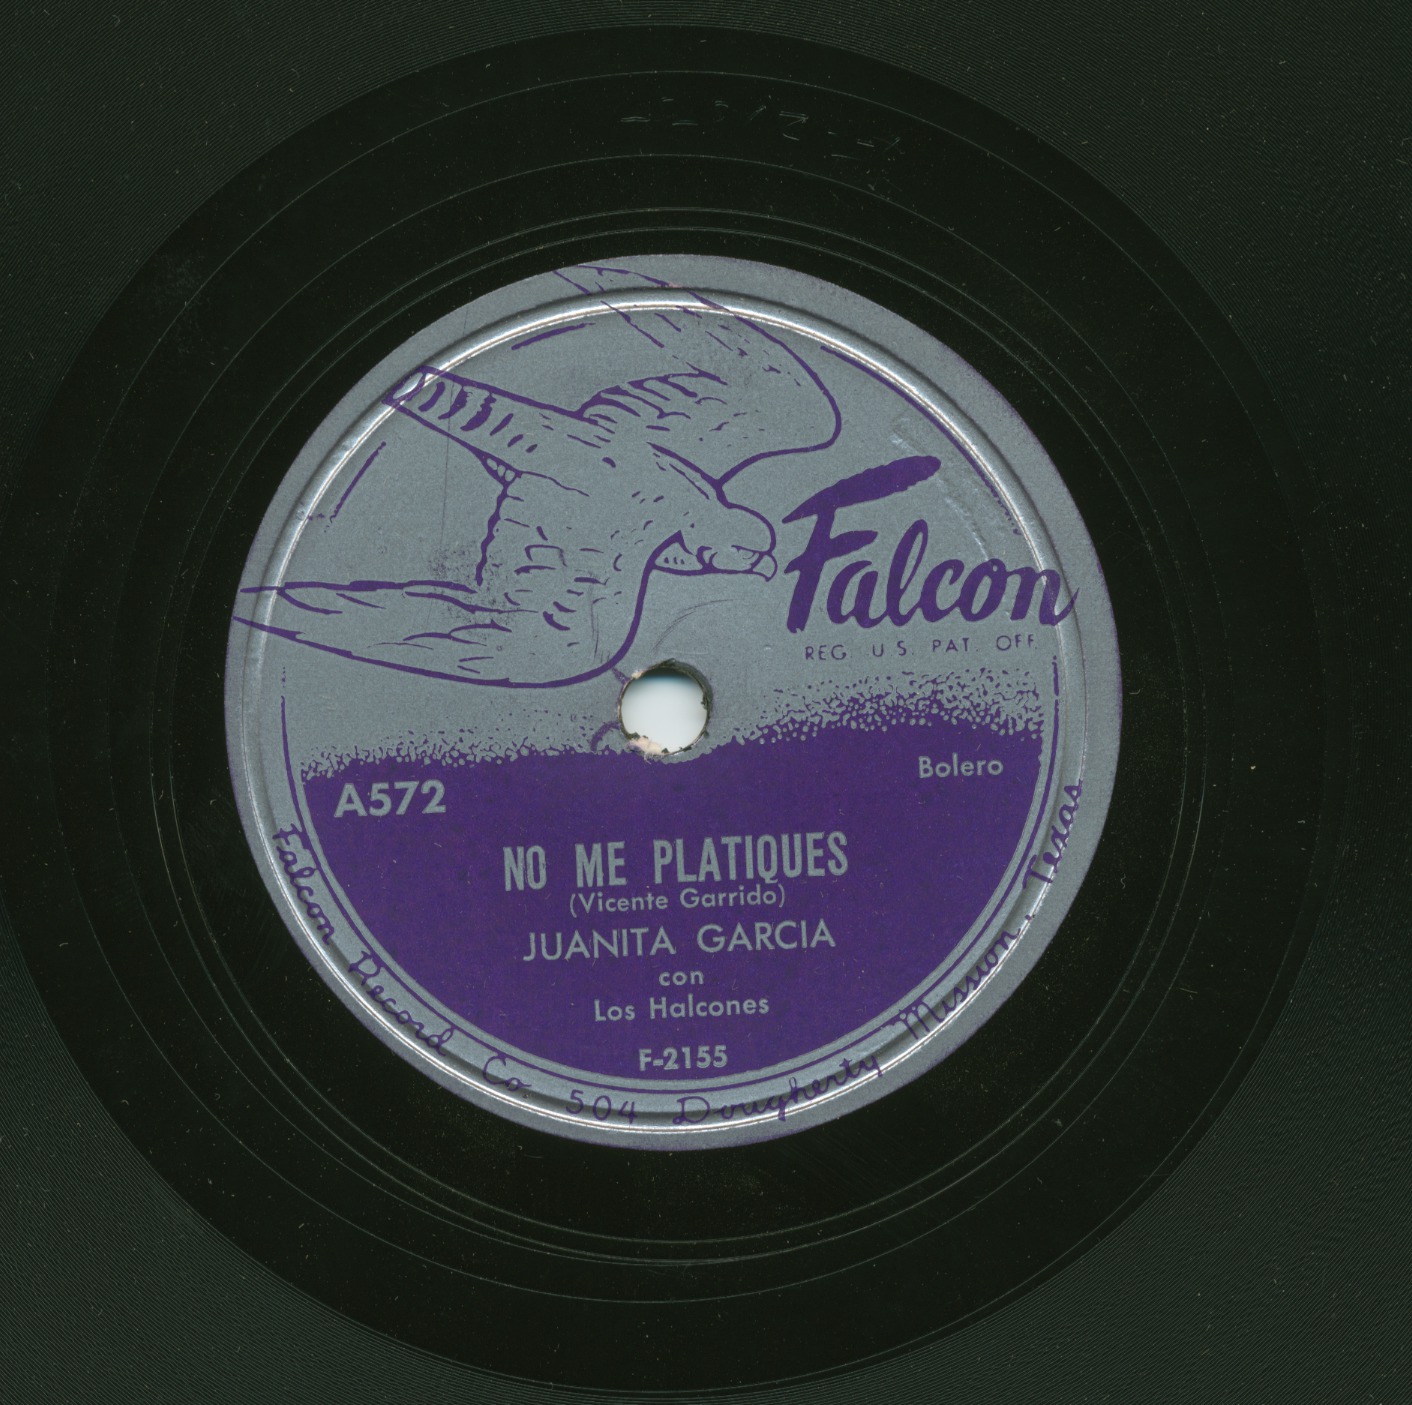 Falcon
REG. U.S. PAT. OFF.
Bolero
A572
NO ME PLATIQUES
(Vicente Garrido)
JUANITA GARCIA
con
Los Halcones
F-2155
Falcon Record Co. 504 Dougherty Mission, Texas